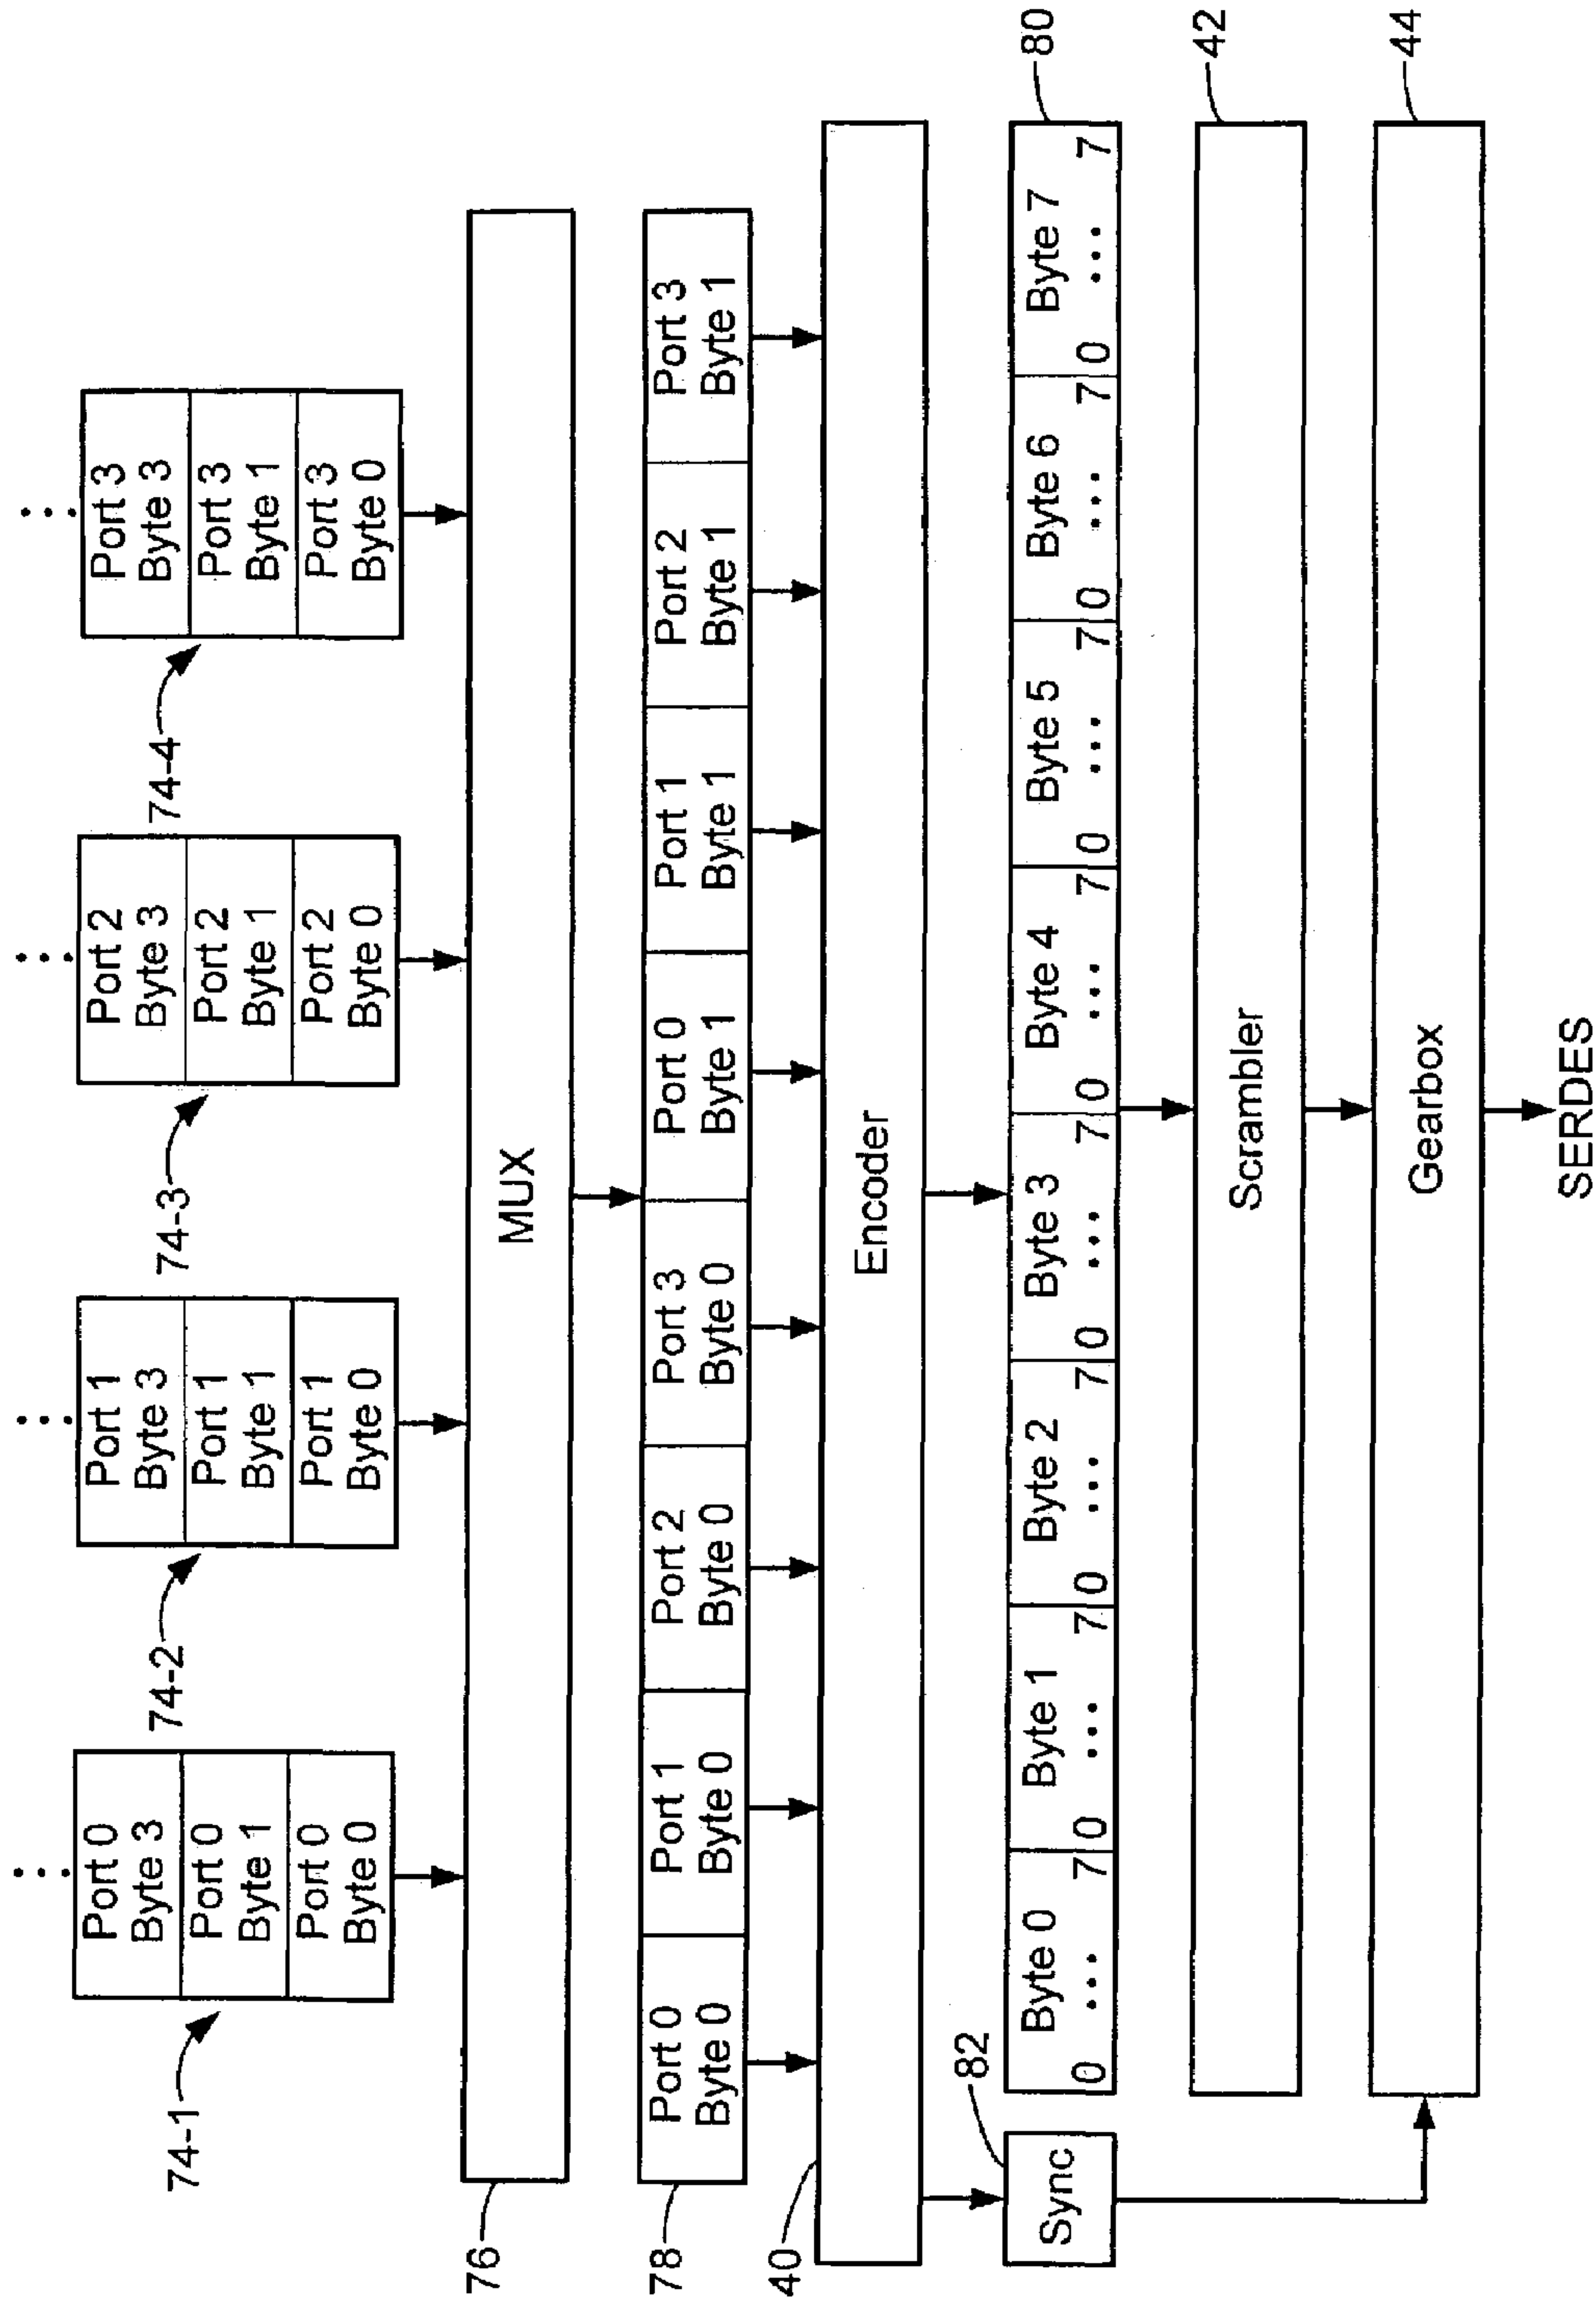 Port 0
Byte 3
Port 0
Byte 1
Port 0
Byte 0
74-1
Port 1
Byte 3
Port 1
Byte 1
Port 1
Byte 0
74-2
Port 2
Byte 3
Port 2
Byte 1
Port 2
Byte 0
74-3
Port 3
Byte 3
Port 3
Byte 1
Port 3
Byte 0
74-4
76
MUX
78
Port 0
Byte 0
Port 1
Byte 0
Port 2
Byte 0
Port 3
Byte 0
Port 0
Byte 1
Port 1
Byte 1
Port 2
Byte 1
Port 3
Byte 1
40
Encoder
82
Sync
Byte 0
0 ... 7
Byte 1
0 ... 7
Byte 2
0 ... 7
Byte 3
0 ... 7
Byte 4
0 ... 7
Byte 5
0 ... 7
Byte 6
0 ... 7
Byte 7
0 ... 7
80
Scrambler
42
Gearbox
44
SERDES